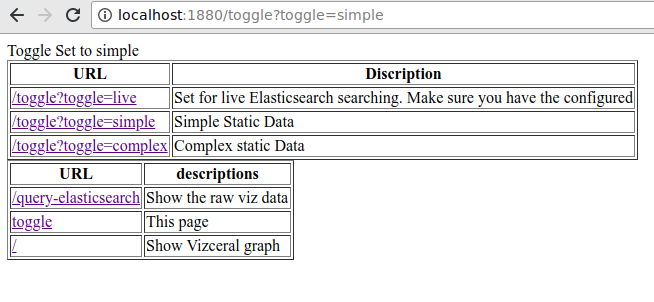 localhost:1880/toggle?toggle=simple
Toggle Set to simple
URL Discription
/toggle?toggle=live Set for live Elasticsearch searching. Make sure you have the configured
/toggle?toggle=simple Simple Static Data
/toggle?toggle=complex Complex static Data
URL descriptions
/query-elasticsearch Show the raw viz data
toggle This page
/ Show Vizceral graph